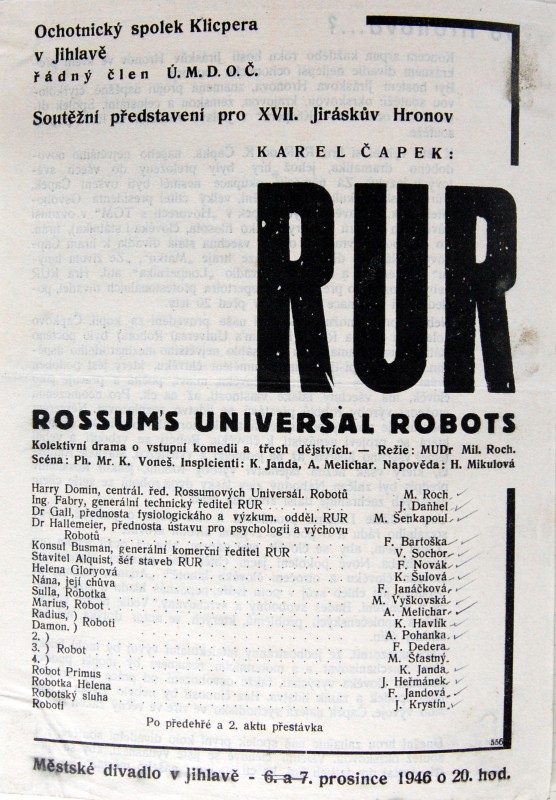 Ochotnický spolek Klicpera
v Jihlavě
řádný člen Ú.M.D.O.Č.
Soutěžní představení pro XVII. Jiráskův Hronov
KAREL ČAPEK:
RUR
ROSSUM'S UNIVERSAL ROBOTS
Kolektivní drama o vstupní komedii a třech dějstvích. — Režie: MUDr Mil. Roch.
Scéna: Ph. Mr. K. Voneš. Insplcienti: K. Janda, A. Melichar. Napověda: H. Mikulová
Harry Domin, centrál. řed. Rossumových Universál. Robotů M. Roch
Ing. Fabry, generální technický ředitel RUR J. Daňhel
Dr Gall, přednosta fysiologického a výzkum. odděl. RUR M. Šenkapoul
Dr Hallemeier, přednosta ústavu pro psychologii a výchovu
Robotů F. Bartoška
Konsul Busman, generální komerční ředitel RUR V. Sochor
Stavitel Alquist, šéf staveb RUR F. Novák
Helena Gloryová K. Šulová
Nána, její chůva F. Janáčková
Sulla, Robotka M. Vyškovská
Marius, Robot A. Melichar
Radius, ) Roboti K. Havlík
Damon. ) A. Pohanka
2. ) F. Dedera
3. ) Robot M. Šťastný
4. ) K. Janda
Robot Primus J. Heřmánek
Robotka Helena F. Jandová
Robotský sluha J. Krystín
Roboti
Po předehře a 2. aktu přestávka
556
Městské divadlo v Jihlavě - 6. a 7. prosince 1946 o 20. hod.